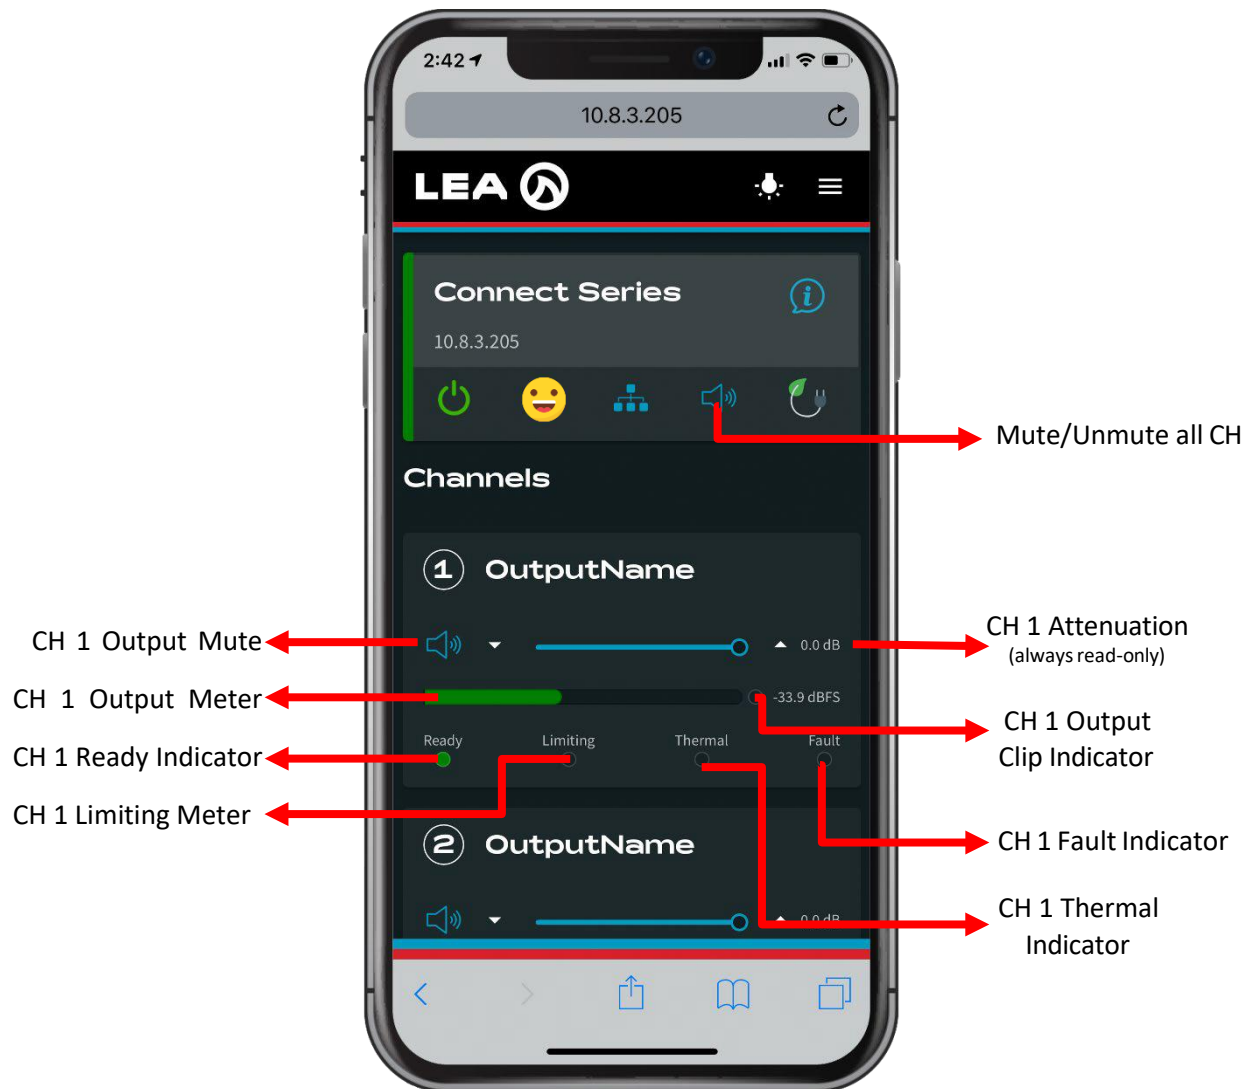 2:42
10.8.3.205
LEA
Connect Series
10.8.3.205
Mute/Unmute all CH
Channels
1 OutputName
CH 1 Output Mute
0.0 dB
CH 1 Attenuation
(always read-only)
CH 1 Output Meter
-33.9 dBFS
CH 1 Output
Clip Indicator
Ready Limiting Thermal Fault
CH 1 Ready Indicator
CH 1 Limiting Meter
2 OutputName
CH 1 Fault Indicator
0.0 dB
CH 1 Thermal
Indicator